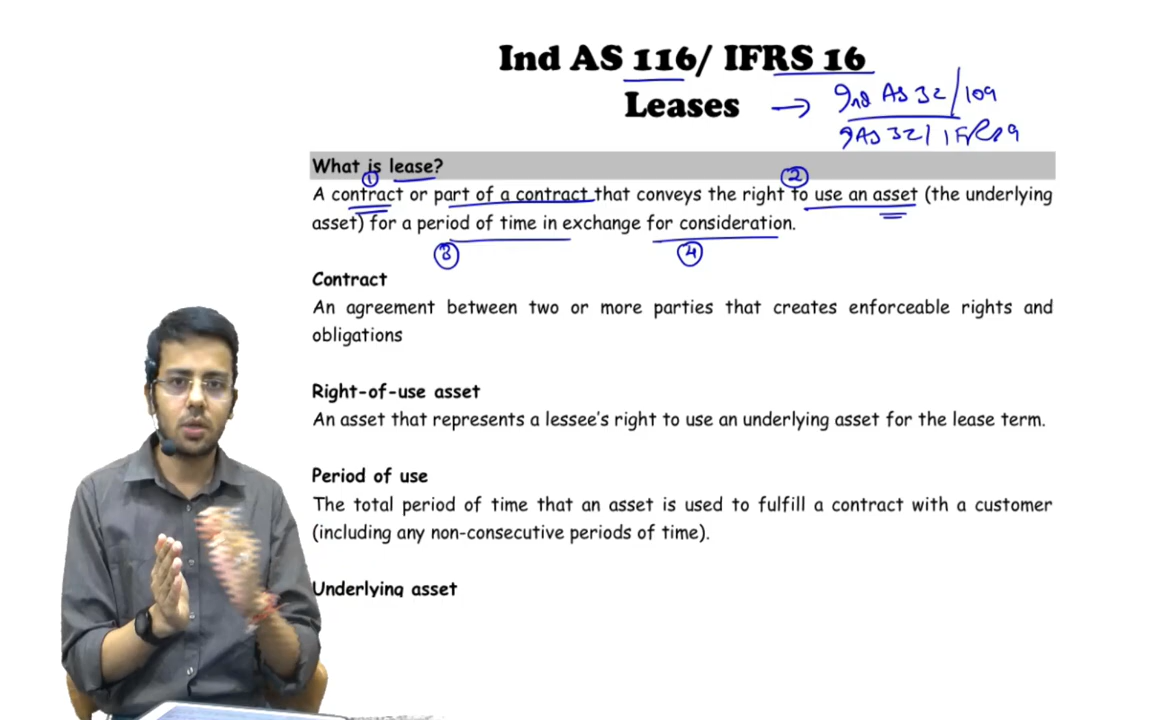 Ind AS 116/ IFRS 16
Leases → Ind AS 32/109
IAS 32/ IFRS 9
What is lease?
①
②
A contract or part of a contract that conveys the right to use an asset (the underlying
asset) for a period of time in exchange for consideration.
③ ④
Contract
An agreement between two or more parties that creates enforceable rights and
obligations
Right-of-use asset
An asset that represents a lessee's right to use an underlying asset for the lease term.
Period of use
The total period of time that an asset is used to fulfill a contract with a customer
(including any non-consecutive periods of time).
Underlying asset